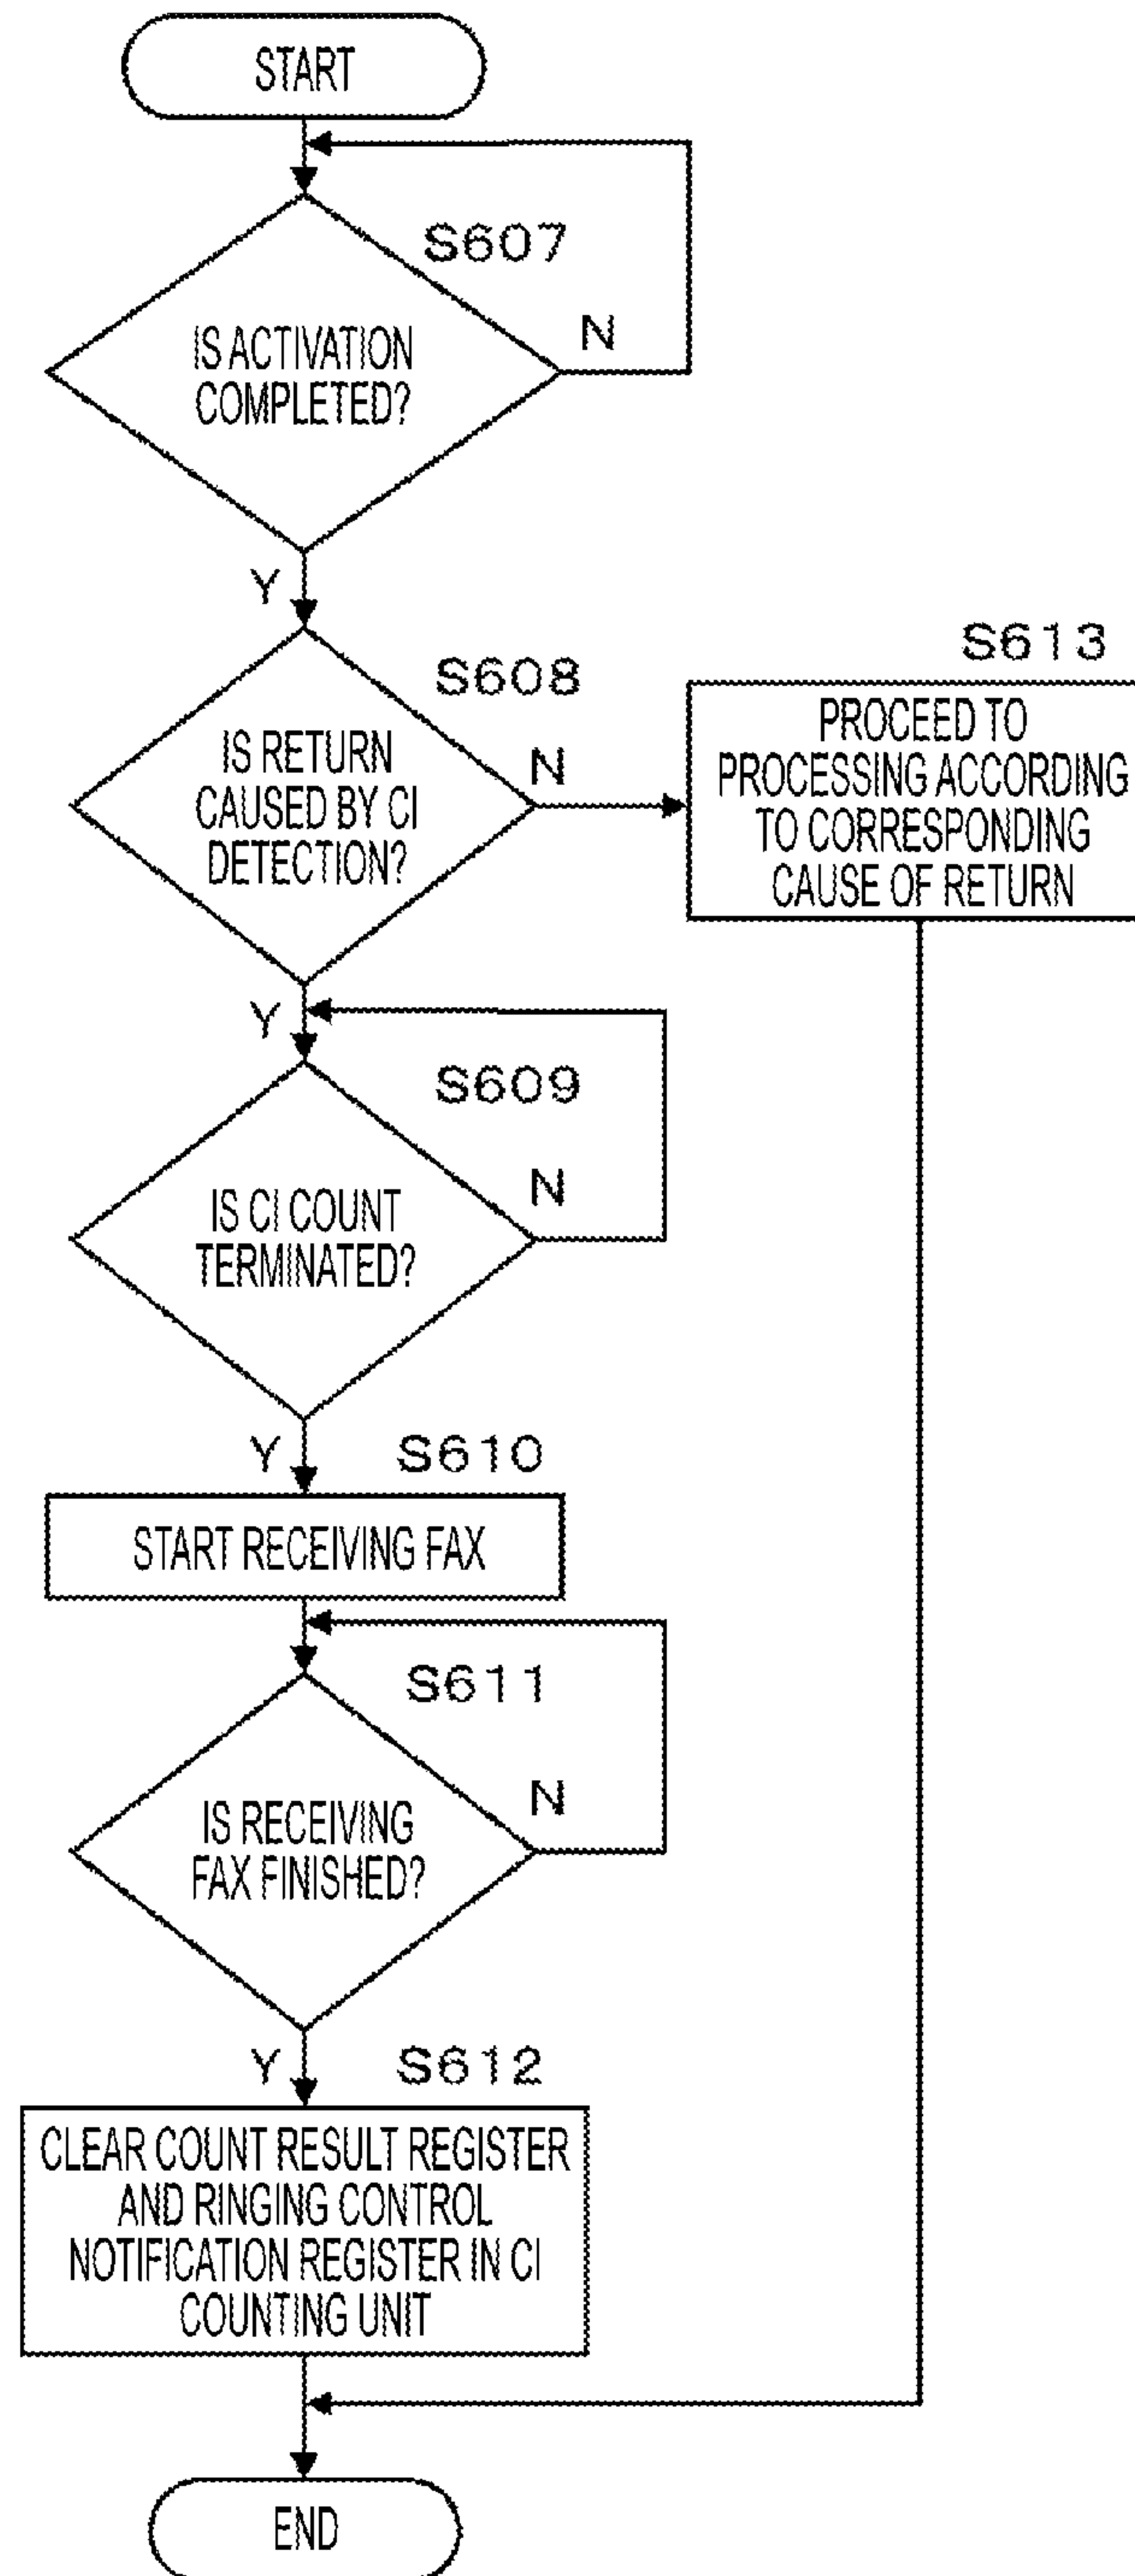 START
S607
IS ACTIVATION
COMPLETED?
N
Y
S608
IS RETURN
CAUSED BY CI
DETECTION?
N
S613
PROCEED TO
PROCESSING ACCORDING
TO CORRESPONDING
CAUSE OF RETURN
Y
S609
IS CI COUNT
TERMINATED?
N
Y
S610
START RECEIVING FAX
S611
IS RECEIVING
FAX FINISHED?
N
Y
S612
CLEAR COUNT RESULT REGISTER
AND RINGING CONTROL
NOTIFICATION REGISTER IN CI
COUNTING UNIT
END